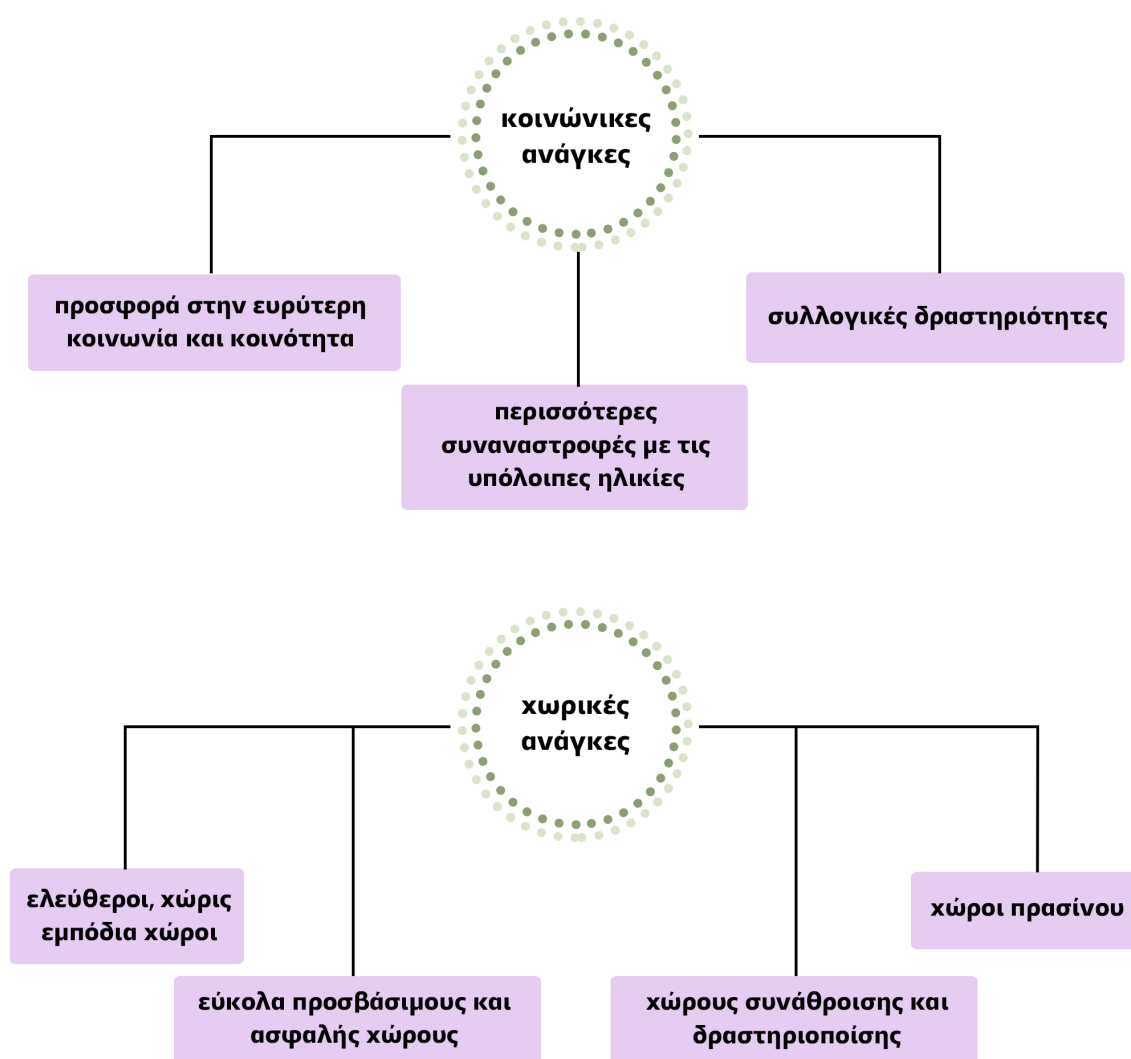 κοινώνικες
ανάγκες
προσφορά στην ευρύτερη
κοινωνία και κοινότητα
περισσότερες
συναναστροφές με τις
υπόλοιπες ηλικίες
συλλογικές δραστηριότητες
χωρικές
ανάγκες
ελεύθεροι, χώρις
εμπόδια χώροι
εύκολα προσβάσιμους και
ασφαλής χώρους
χώρους συνάθροισης και
δραστηριοποίσης
χώροι πρασίνου